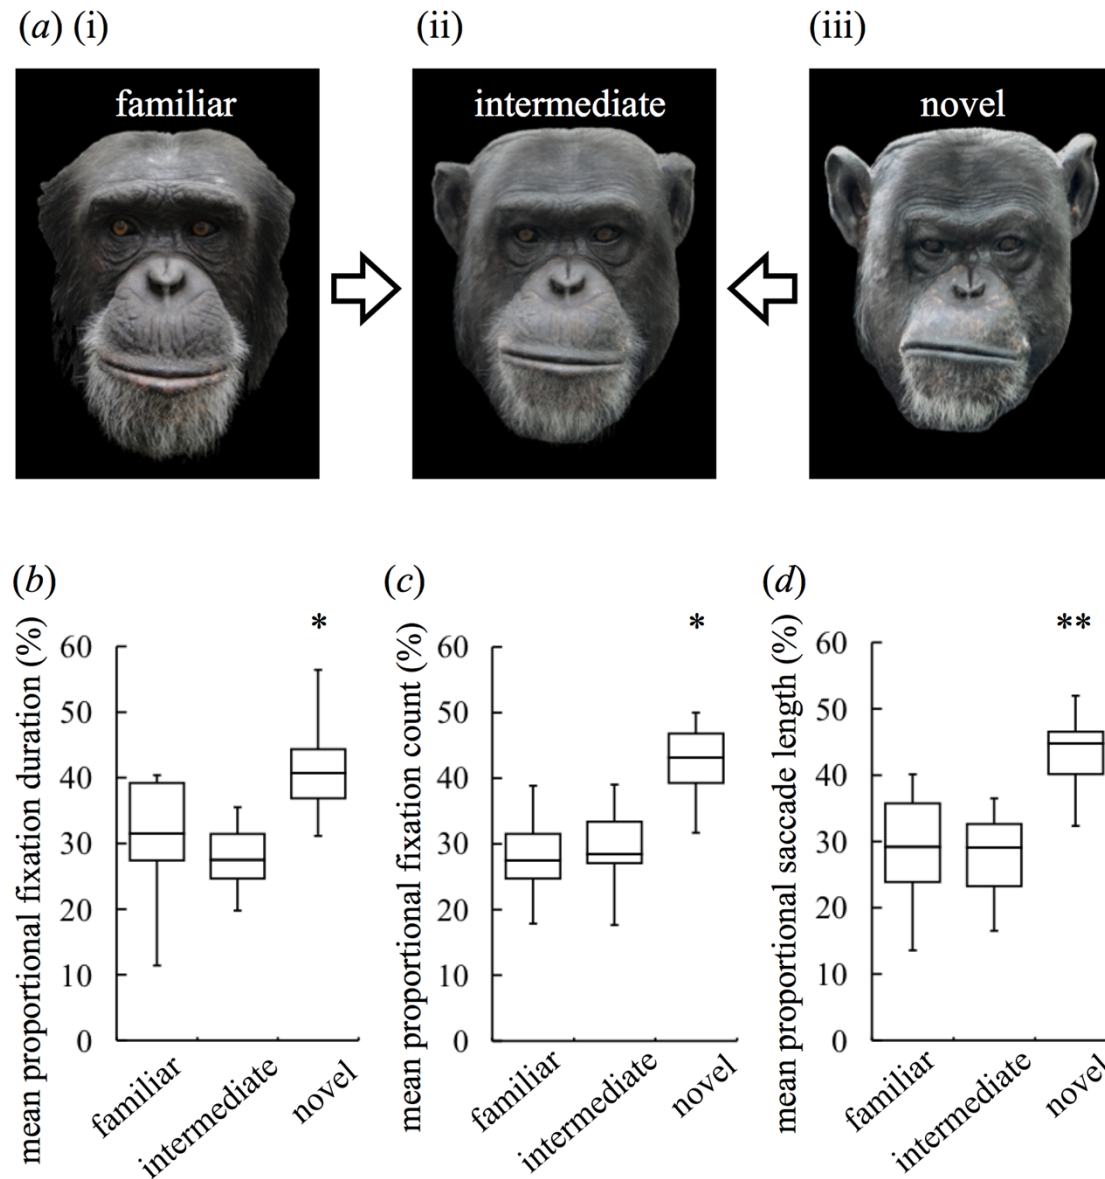 (a) (i)
(ii)
(iii)
familiar
intermediate
novel
(b)
mean proportional fixation duration (%)
60
50
40
30
20
10
0
*
familiar
intermediate
novel
(c)
mean proportional fixation count (%)
60
50
40
30
20
10
0
*
familiar
intermediate
novel
(d)
mean proportional saccade length (%)
60
50
40
30
20
10
0
**
familiar
intermediate
novel